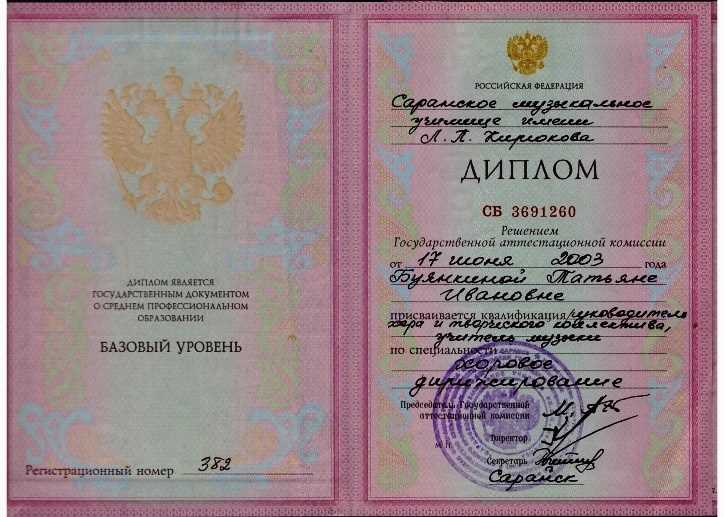 ДИПЛОМ ЯВЛЯЕТСЯ
ГОСУДАРСТВЕННЫМ ДОКУМЕНТОМ
О СРЕДНЕМ ПРОФЕССИОНАЛЬНОМ
ОБРАЗОВАНИИ
БАЗОВЫЙ УРОВЕНЬ
Регистрационный номер 382
РОССИЙСКАЯ ФЕДЕРАЦИЯ
Саранское музыкальное
училище имени
Л. П. Кирюкова
ДИПЛОМ
СБ 3691260
Решением
Государственной аттестационной комиссии
от 17 июня 2003 года
Буянкиной Татьяне
Ивановне
присваивается квалификация руководитель
хора и творческого коллектива,
учитель музыки
по специальности
хоровое
дирижирование
Председатель Государственной
аттестационной комиссии
Директор
М. П.
Секретарь
Саранск